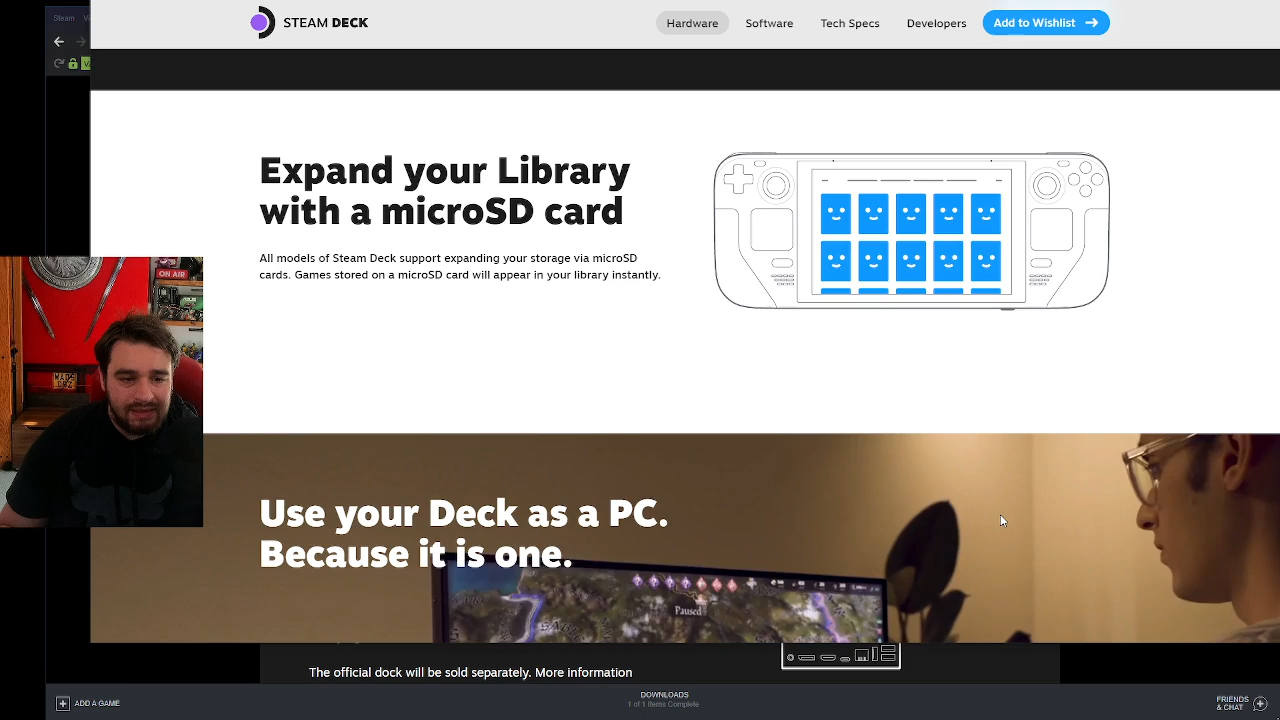 Steam
STEAM DECK
Hardware
Software
Tech Specs
Developers
Add to Wishlist
Expand your Library
with a microSD card
All models of Steam Deck support expanding your storage via microSD
cards. Games stored on a microSD card will appear in your library instantly.
ON AIR
Use your Deck as a PC.
Because it is one.
Paused
The official dock will be sold separately. More information
ADD A GAME
DOWNLOADS
1 of 1 Items Complete
FRIENDS
& CHAT